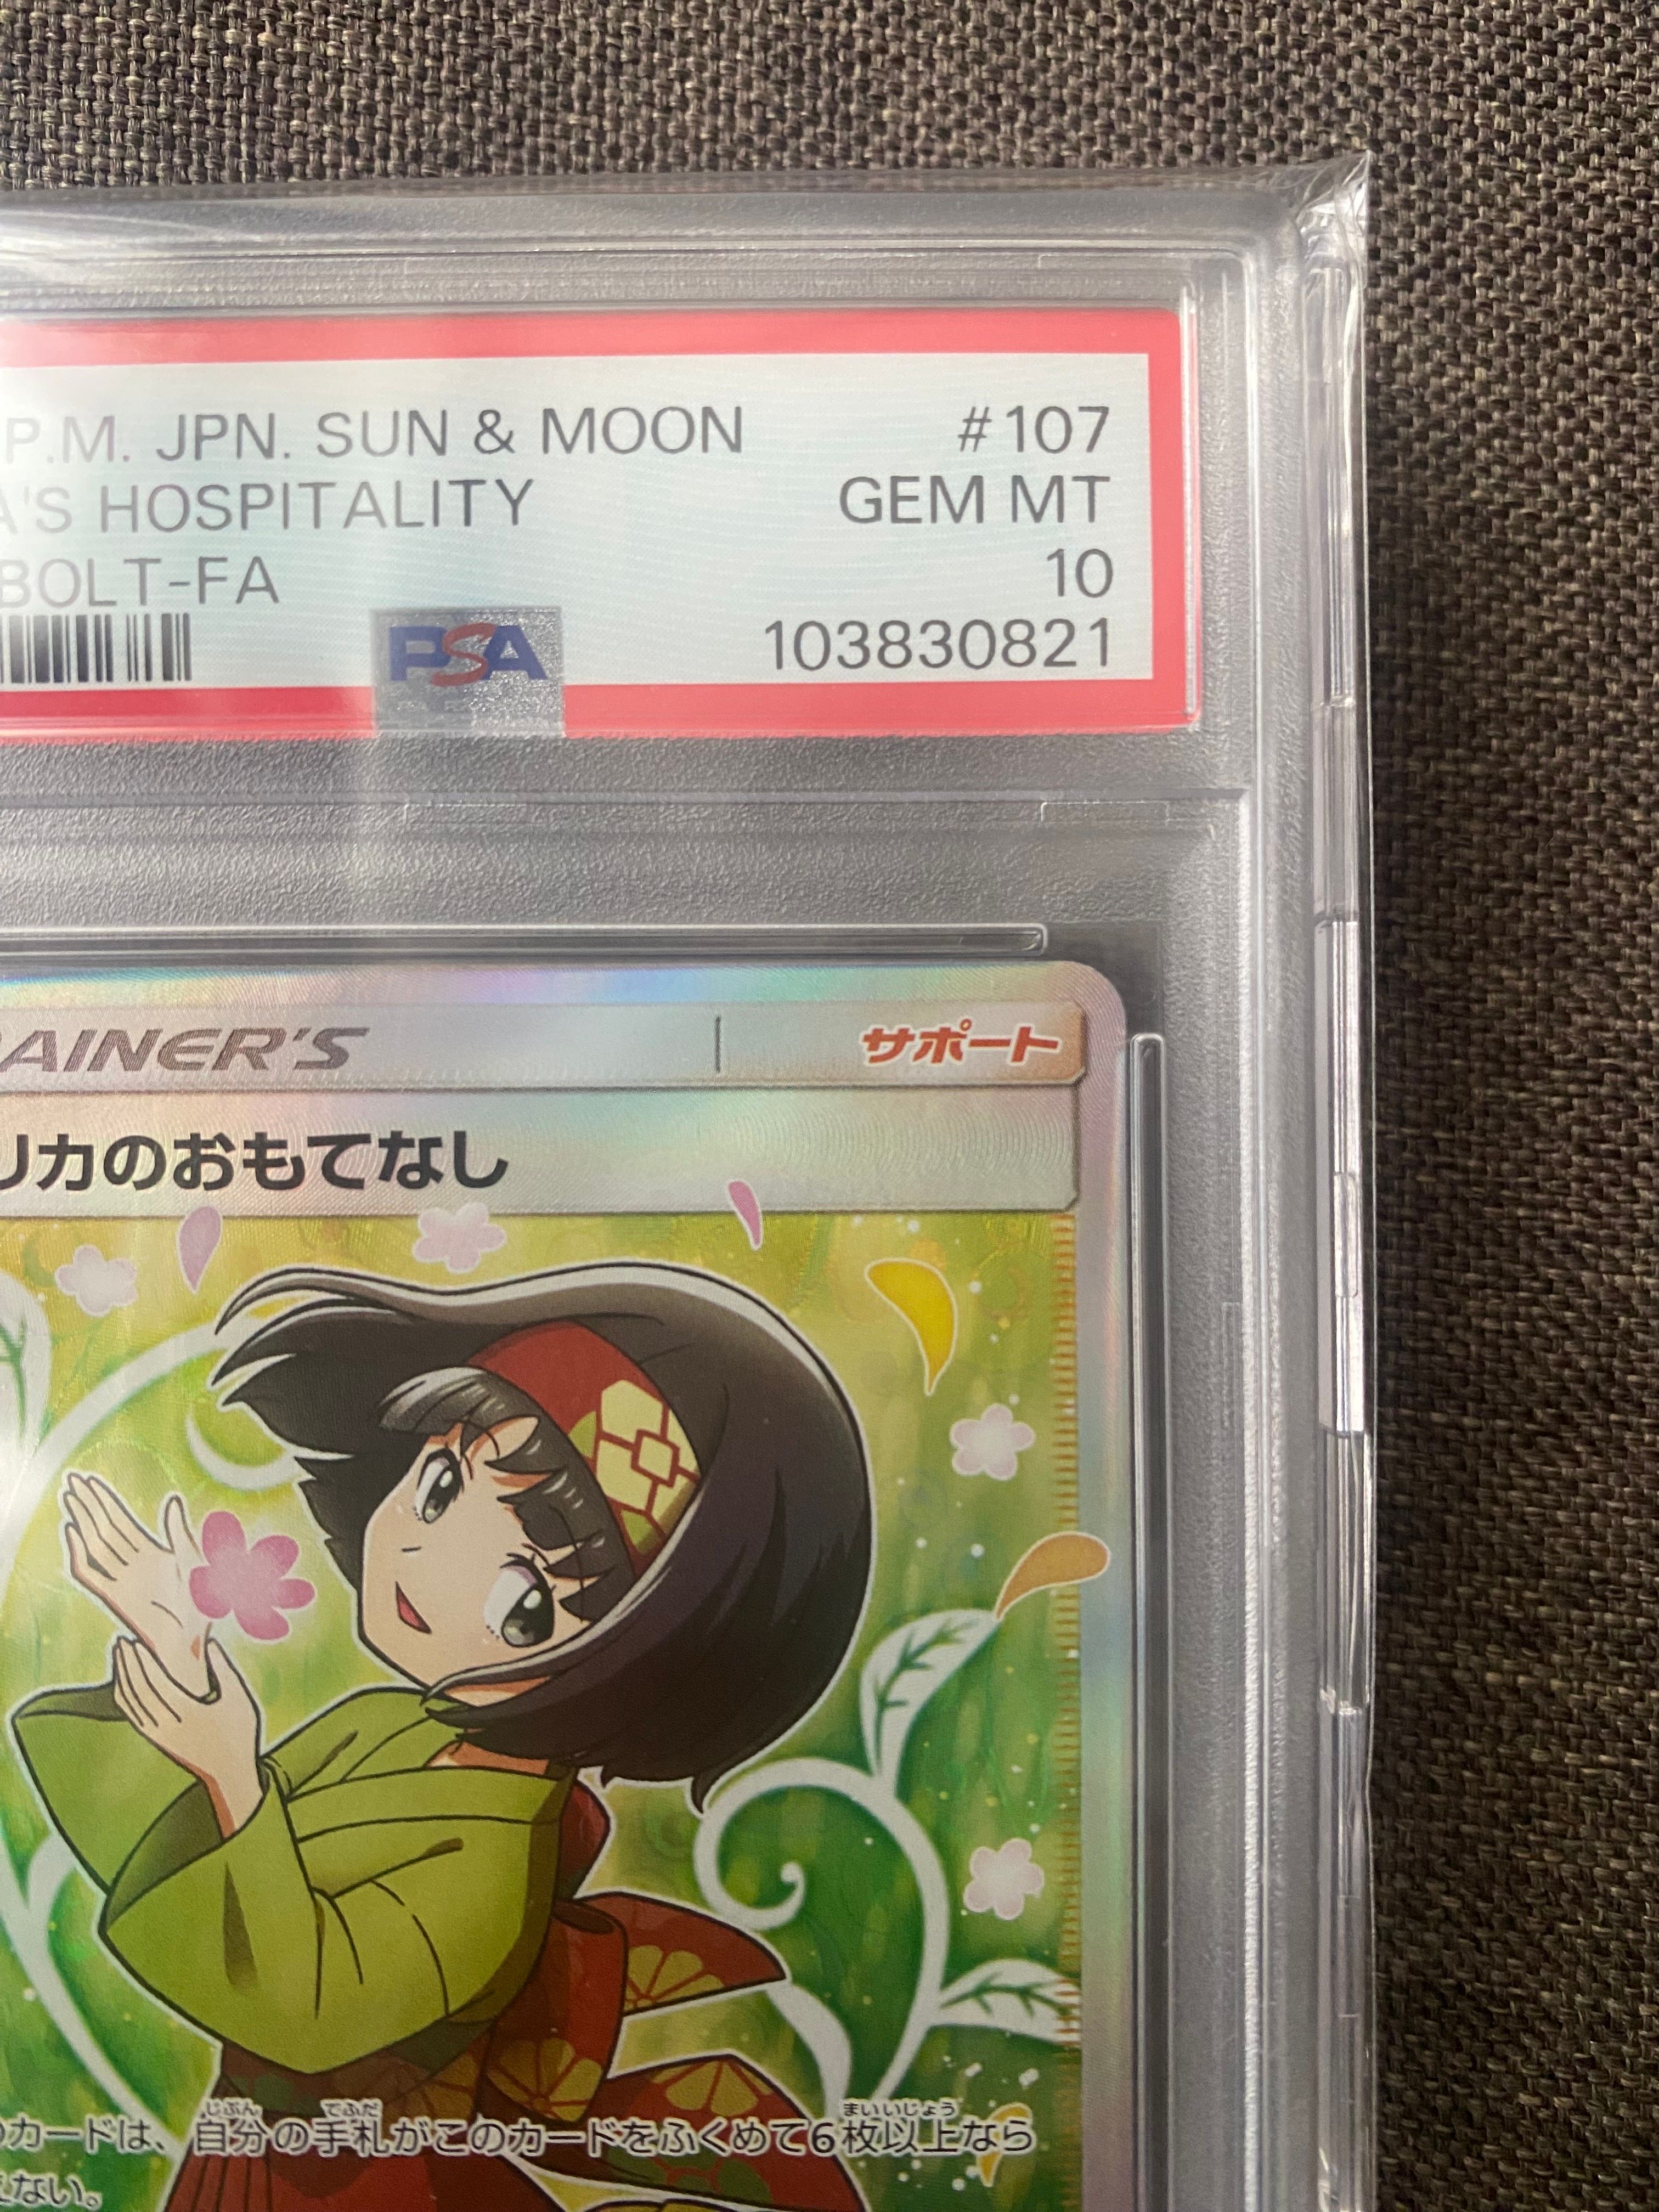 P.M. JPN. SUN & MOON #107
A'S HOSPITALITY GEM MT
BOLT-FA 10
PSA 103830821
RAINER'S サポート
リカのおもてなし
のカードは、自分の手札がこのカードをふくめて6枚以上なら
じぶん てふだ まいいじょう
えない。